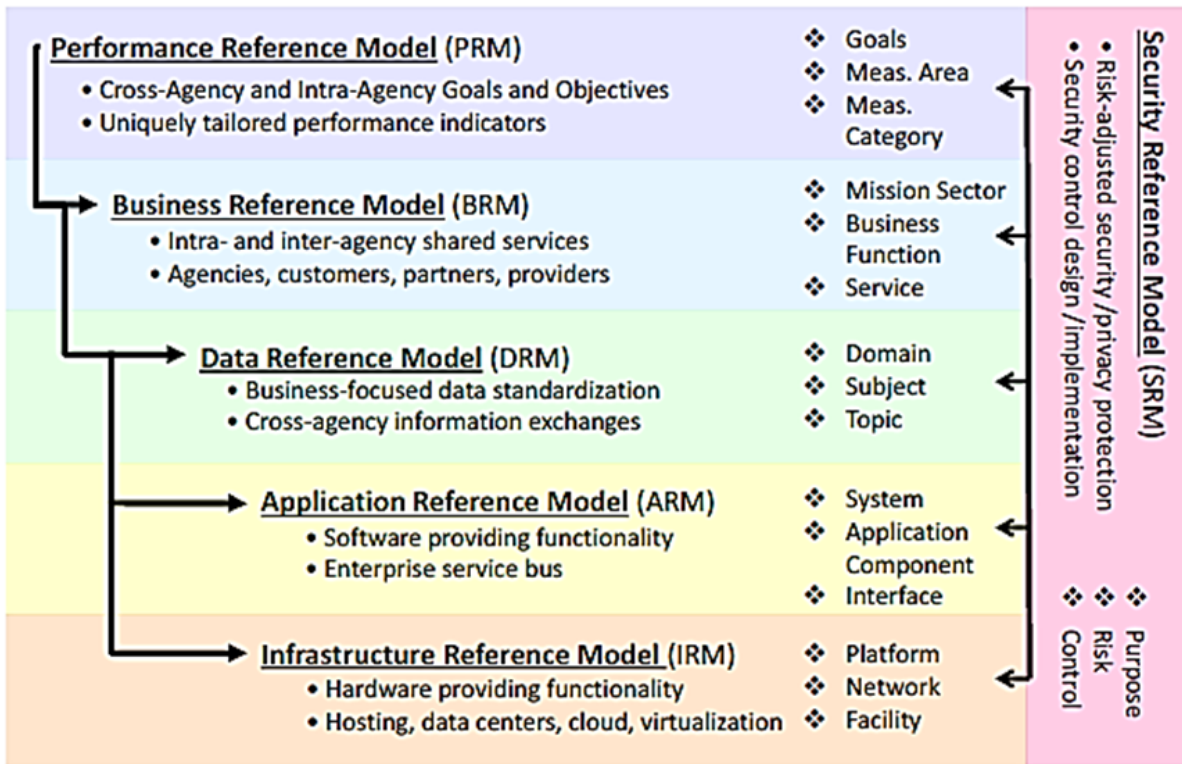 Performance Reference Model (PRM)
• Cross-Agency and Intra-Agency Goals and Objectives
• Uniquely tailored performance indicators
❖ Goals
❖ Meas. Area
❖ Meas.
Category
Business Reference Model (BRM)
• Intra- and inter-agency shared services
• Agencies, customers, partners, providers
❖ Mission Sector
❖ Business
Function
❖ Service
Data Reference Model (DRM)
• Business-focused data standardization
• Cross-agency information exchanges
❖ Domain
❖ Subject
❖ Topic
Application Reference Model (ARM)
• Software providing functionality
• Enterprise service bus
❖ System
❖ Application
Component
❖ Interface
Infrastructure Reference Model (IRM)
• Hardware providing functionality
• Hosting, data centers, cloud, virtualization
❖ Platform
❖ Network
❖ Facility
Security Reference Model (SRM)
• Risk-adjusted security/privacy protection
• Security control design/implementation
❖ Purpose
❖ Risk
❖ Control